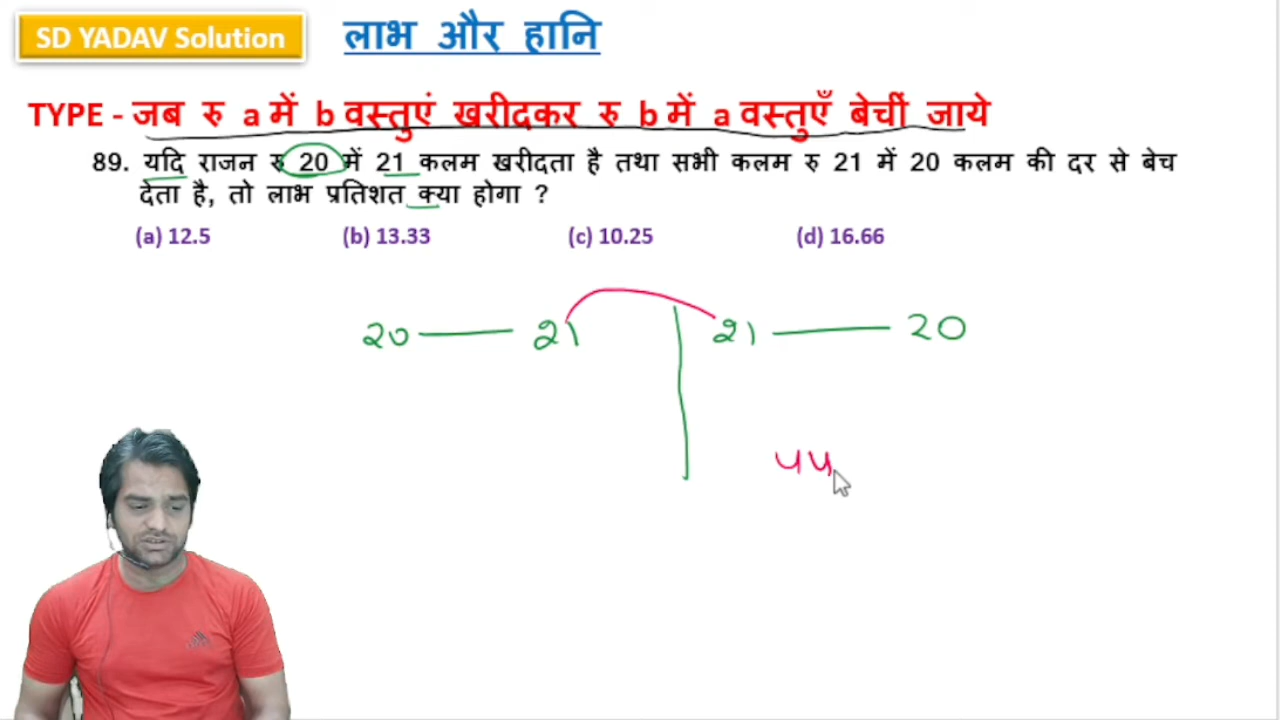 SD YADAV Solution
लाभ और हानि
TYPE - जब रु a में b वस्तुएं खरीदकर रु b में a वस्तुएँ बेचीं जाये
89. यदि राजन रु 20 में 21 कलम खरीदता है तथा सभी कलम रु 21 में 20 कलम की दर से बेच
देता है, तो लाभ प्रतिशत क्या होगा ?
(a) 12.5 (b) 13.33 (c) 10.25 (d) 16.66
20 — 21 21 — 20
44